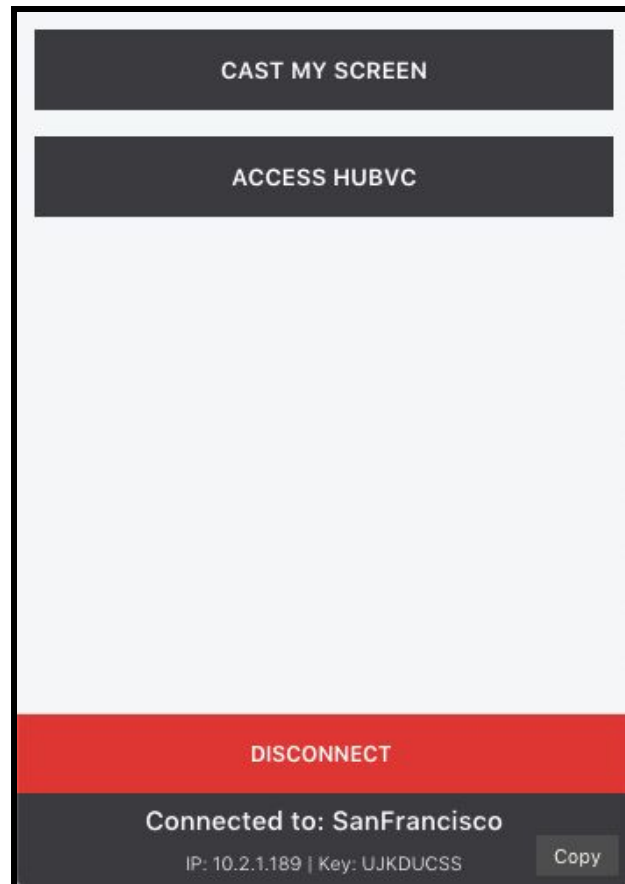 CAST MY SCREEN
ACCESS HUBVC
DISCONNECT
Connected to: SanFrancisco
IP: 10.2.1.189 | Key: UJKDUCSS
Copy